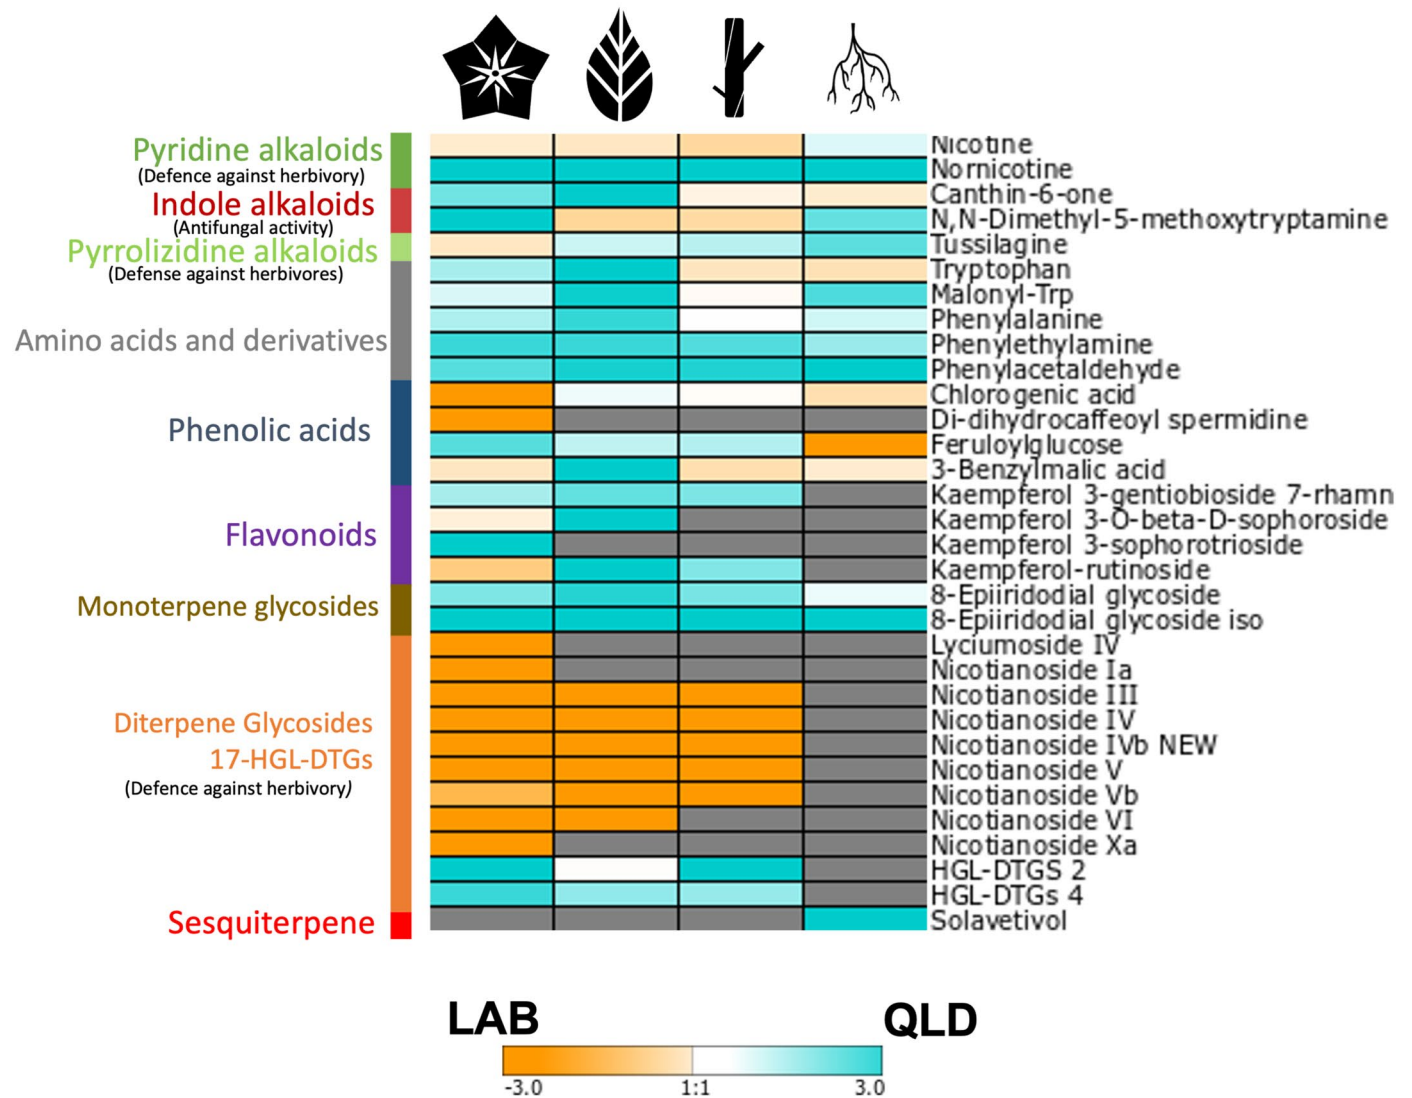 Pyridine alkaloids
(Defence against herbivory)
Indole alkaloids
(Antifungal activity)
Pyrrolizidine alkaloids
(Defense against herbivores)
Amino acids and derivatives
Phenolic acids
Flavonoids
Monoterpene glycosides
Diterpene Glycosides
17-HGL-DTGs
(Defence against herbivory)
Sesquiterpene
Nicotine
Nornicotine
Canthin-6-one
N,N-Dimethyl-5-methoxytryptamine
Tussilagine
Tryptophan
Malonyl-Trp
Phenylalanine
Phenylethylamine
Phenylacetaldehyde
Chlorogenic acid
Di-dihydrocaffeoyl spermidine
Feruloylglucose
3-Benzylmalic acid
Kaempferol 3-gentiobioside 7-rhamn
Kaempferol 3-O-beta-D-sophoroside
Kaempferol 3-sophorotrioside
Kaempferol-rutinoside
8-Epiiridodial glycoside
8-Epiiridodial glycoside iso
Lyciumoside IV
Nicotianoside Ia
Nicotianoside III
Nicotianoside IV
Nicotianoside IVb NEW
Nicotianoside V
Nicotianoside Vb
Nicotianoside VI
Nicotianoside Xa
HGL-DTGS 2
HGL-DTGs 4
Solavetivol
LAB QLD
-3.0 1:1 3.0